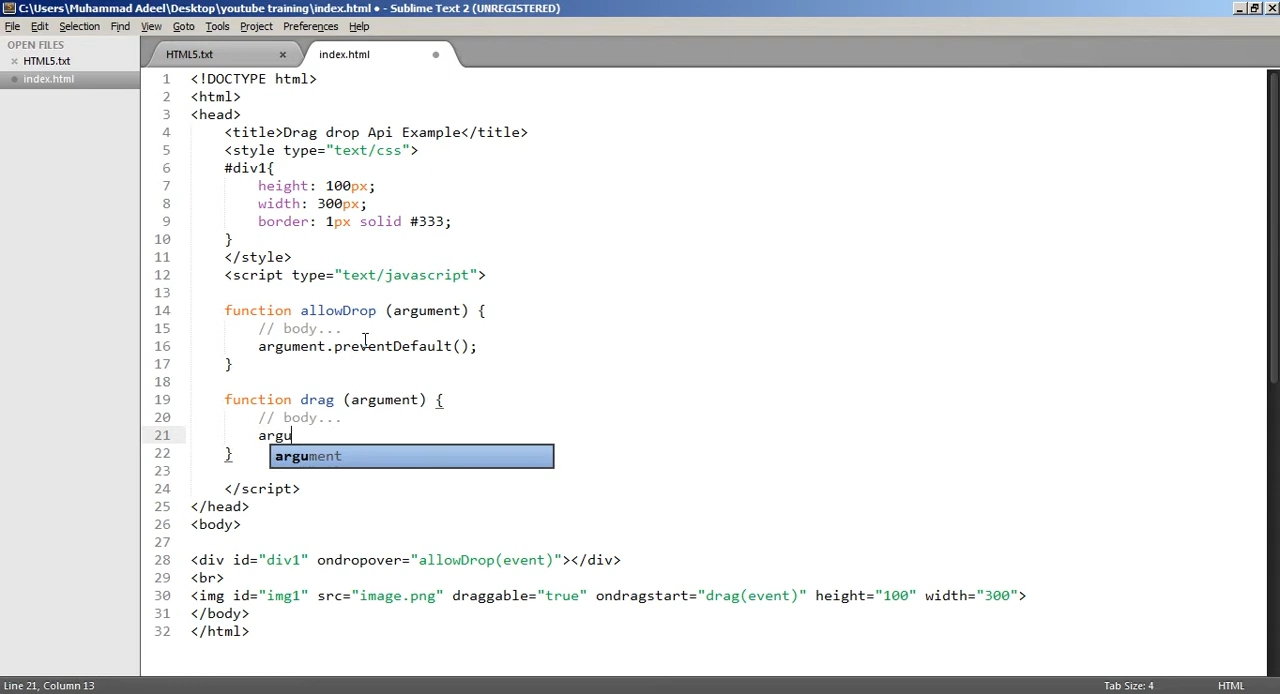 C:\Users\Muhammad Adeel\Desktop\youtube training\index.html • - Sublime Text 2 (UNREGISTERED)
File Edit Selection Find View Goto Tools Project Preferences Help
OPEN FILES
HTML5.txt
index.html
HTML5.txt
index.html
1 <!DOCTYPE html>
2 <html>
3 <head>
4 <title>Drag drop Api Example</title>
5 <style type="text/css">
6 #div1{
7 height: 100px;
8 width: 300px;
9 border: 1px solid #333;
10 }
11 </style>
12 <script type="text/javascript">
13
14 function allowDrop (argument) {
15 // body...
16 argument.preventDefault();
17 }
18
19 function drag (argument) {
20 // body...
21 argu
argument
22 }
23
24 </script>
25 </head>
26 <body>
27
28 <div id="div1" ondropover="allowDrop(event)"></div>
29 <br>
30 <img id="img1" src="image.png" draggable="true" ondragstart="drag(event)" height="100" width="300">
31 </body>
32 </html>
Line 21, Column 13
Tab Size: 4
HTML